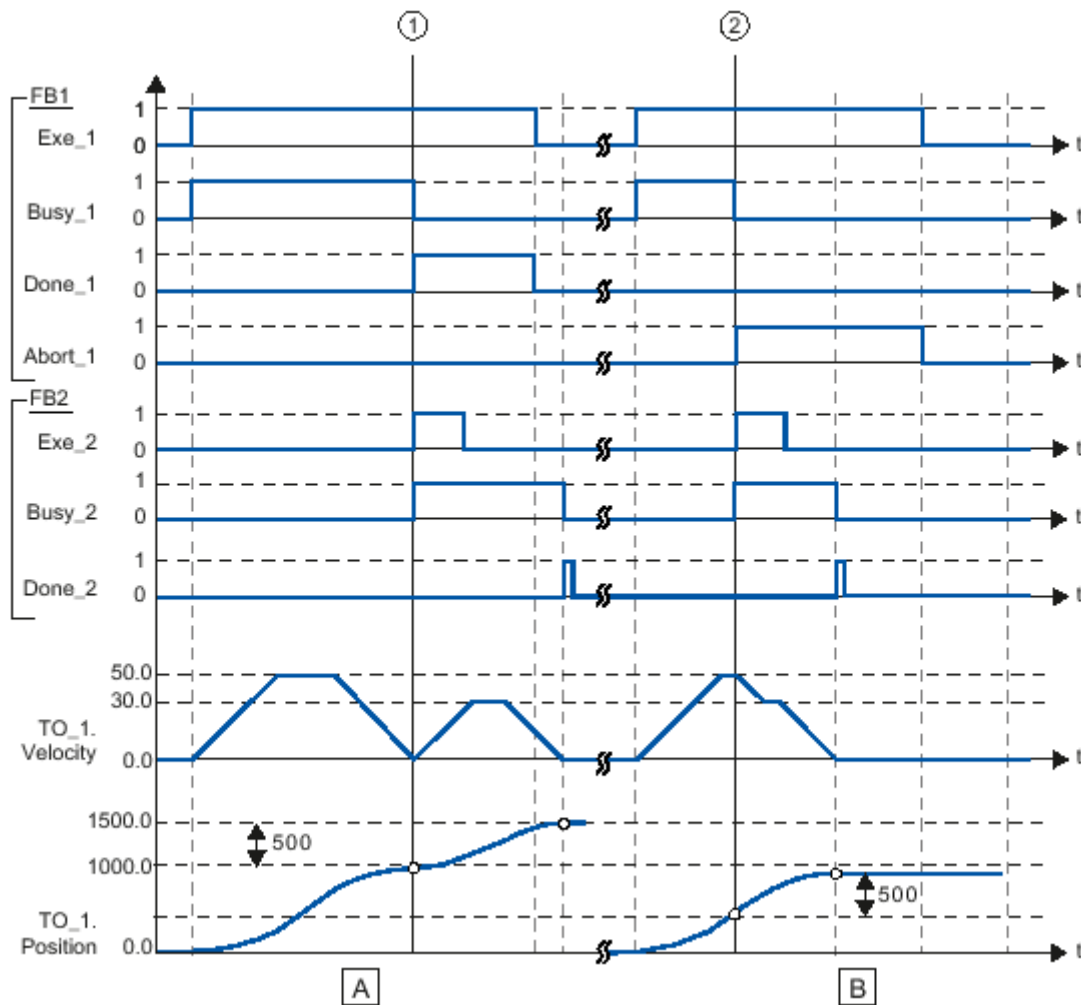 1 2
FB1
Exe_1 1 0 t
Busy_1 1 0 t
Done_1 1 0 t
Abort_1 1 0 t
FB2
Exe_2 1 0 t
Busy_2 1 0 t
Done_2 1 0 t
50.0
30.0
TO_1.
Velocity
0.0 t
1500.0
500
1000.0
500
TO_1.
Position
0.0 t
A B